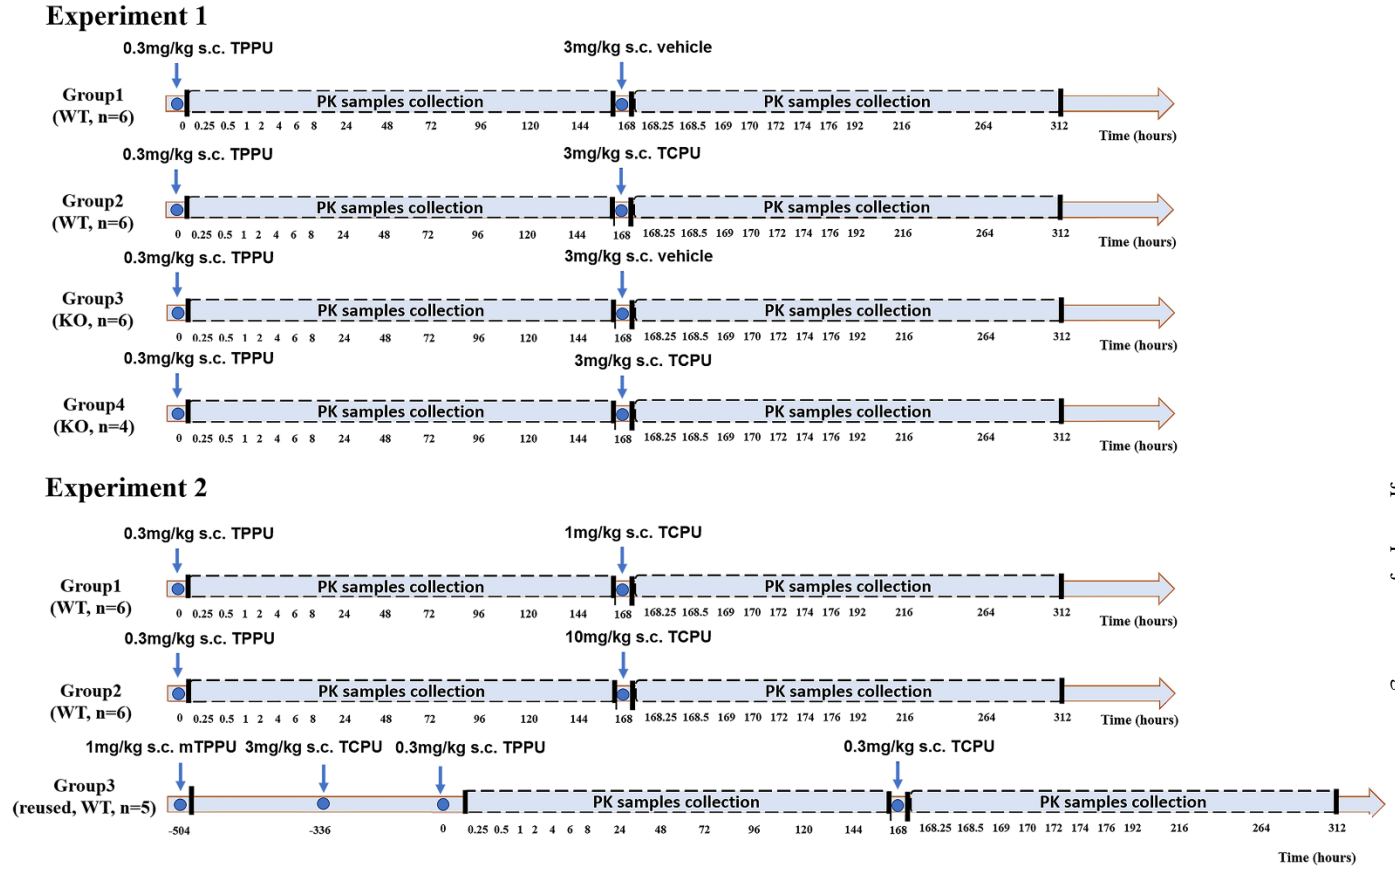 Experiment 1
0.3mg/kg s.c. TPPU 3mg/kg s.c. vehicle
Group1
(WT, n=6)
PK samples collection PK samples collection
0 0.25 0.5 1 2 4 6 8 24 48 72 96 120 144 168 168.25 168.5 169 170 172 174 176 192 216 264 312
Time (hours)
0.3mg/kg s.c. TPPU 3mg/kg s.c. TCPU
Group2
(WT, n=6)
PK samples collection PK samples collection
0 0.25 0.5 1 2 4 6 8 24 48 72 96 120 144 168 168.25 168.5 169 170 172 174 176 192 216 264 312
Time (hours)
0.3mg/kg s.c. TPPU 3mg/kg s.c. vehicle
Group3
(KO, n=6)
PK samples collection PK samples collection
0 0.25 0.5 1 2 4 6 8 24 48 72 96 120 144 168 168.25 168.5 169 170 172 174 176 192 216 264 312
Time (hours)
0.3mg/kg s.c. TPPU 3mg/kg s.c. TCPU
Group4
(KO, n=4)
PK samples collection PK samples collection
0 0.25 0.5 1 2 4 6 8 24 48 72 96 120 144 168 168.25 168.5 169 170 172 174 176 192 216 264 312
Time (hours)
Experiment 2
0.3mg/kg s.c. TPPU 1mg/kg s.c. TCPU
Group1
(WT, n=6)
PK samples collection PK samples collection
0 0.25 0.5 1 2 4 6 8 24 48 72 96 120 144 168 168.25 168.5 169 170 172 174 176 192 216 264 312
Time (hours)
0.3mg/kg s.c. TPPU 10mg/kg s.c. TCPU
Group2
(WT, n=6)
PK samples collection PK samples collection
0 0.25 0.5 1 2 4 6 8 24 48 72 96 120 144 168 168.25 168.5 169 170 172 174 176 192 216 264 312
Time (hours)
1mg/kg s.c. mTPPU 3mg/kg s.c. TCPU 0.3mg/kg s.c. TPPU 0.3mg/kg s.c. TCPU
Group3
(reused, WT, n=5)
PK samples collection PK samples collection
-504 -336 0 0.25 0.5 1 2 4 6 8 24 48 72 96 120 144 168 168.25 168.5 169 170 172 174 176 192 216 264 312
Time (hours)